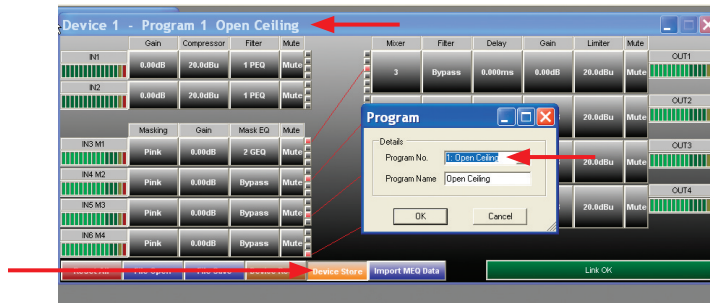 Device 1 - Program 1 Open Ceiling
Gain Compressor Filter Mute Mixer Filter Delay Gain Limiter Mute
IN1 0.00dB 20.0dBu 1 PEQ Mute 3 Bypass 0.000ms 0.00dB 20.0dBu Mute OUT1
IN2 0.00dB 20.0dBu 1 PEQ Mute 20.0dBu Mute OUT2
Masking Gain Mask EQ Mute
IN3 M1 Pink 0.00dB 2 GEQ Mute 20.0dBu Mute OUT3
IN4 M2 Pink 0.00dB Bypass Mute
IN5 M3 Pink 0.00dB Bypass Mute 20.0dBu Mute OUT4
IN6 M4 Pink 0.00dB Bypass Mute
Program
Details
Program No. 1: Open Ceiling
Program Name Open Ceiling
OK Cancel
Device Store Import MEQ Data Link OK